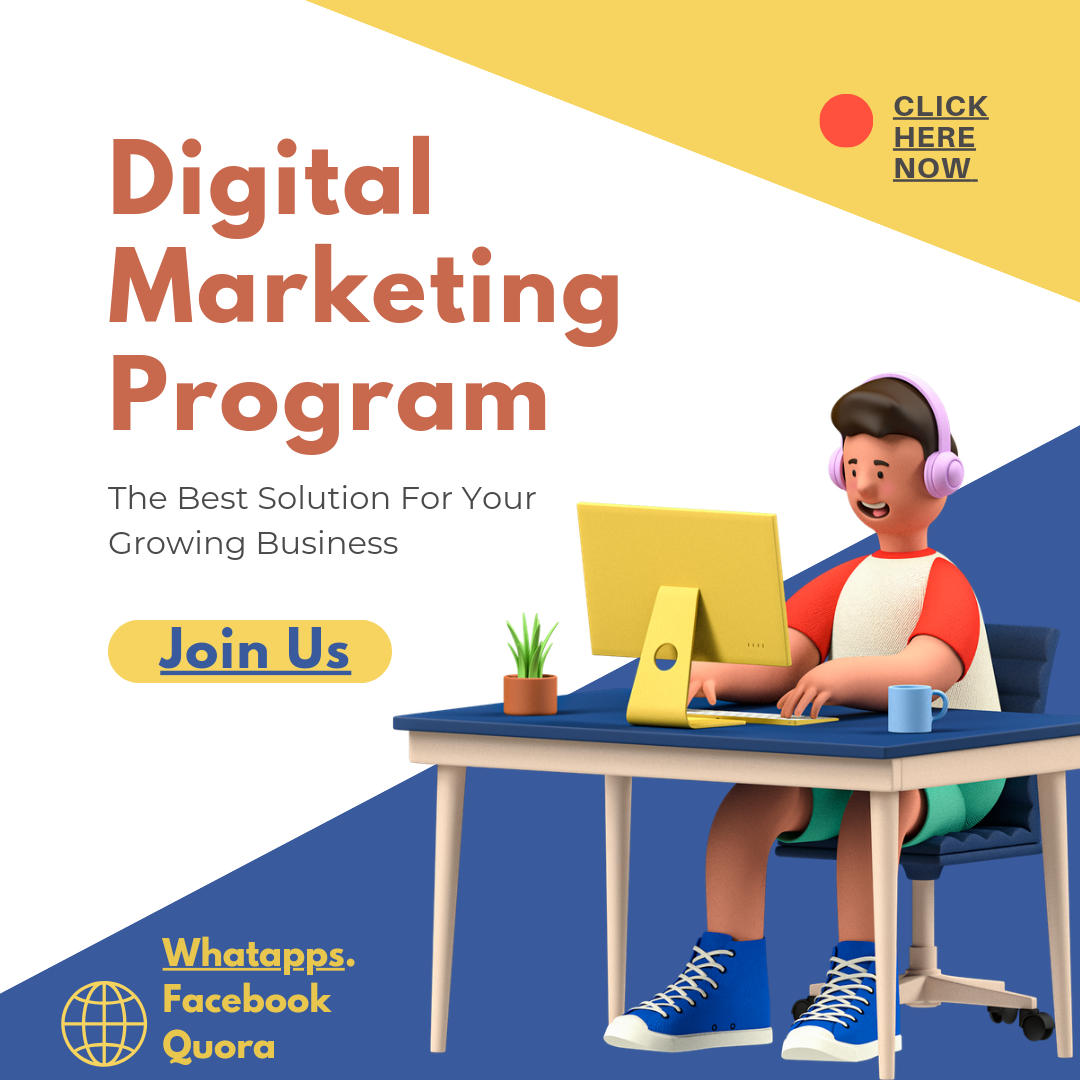 CLICK
HERE
NOW
Digital
Marketing
Program
The Best Solution For Your
Growing Business
Join Us
Whatapps.
Facebook
Quora